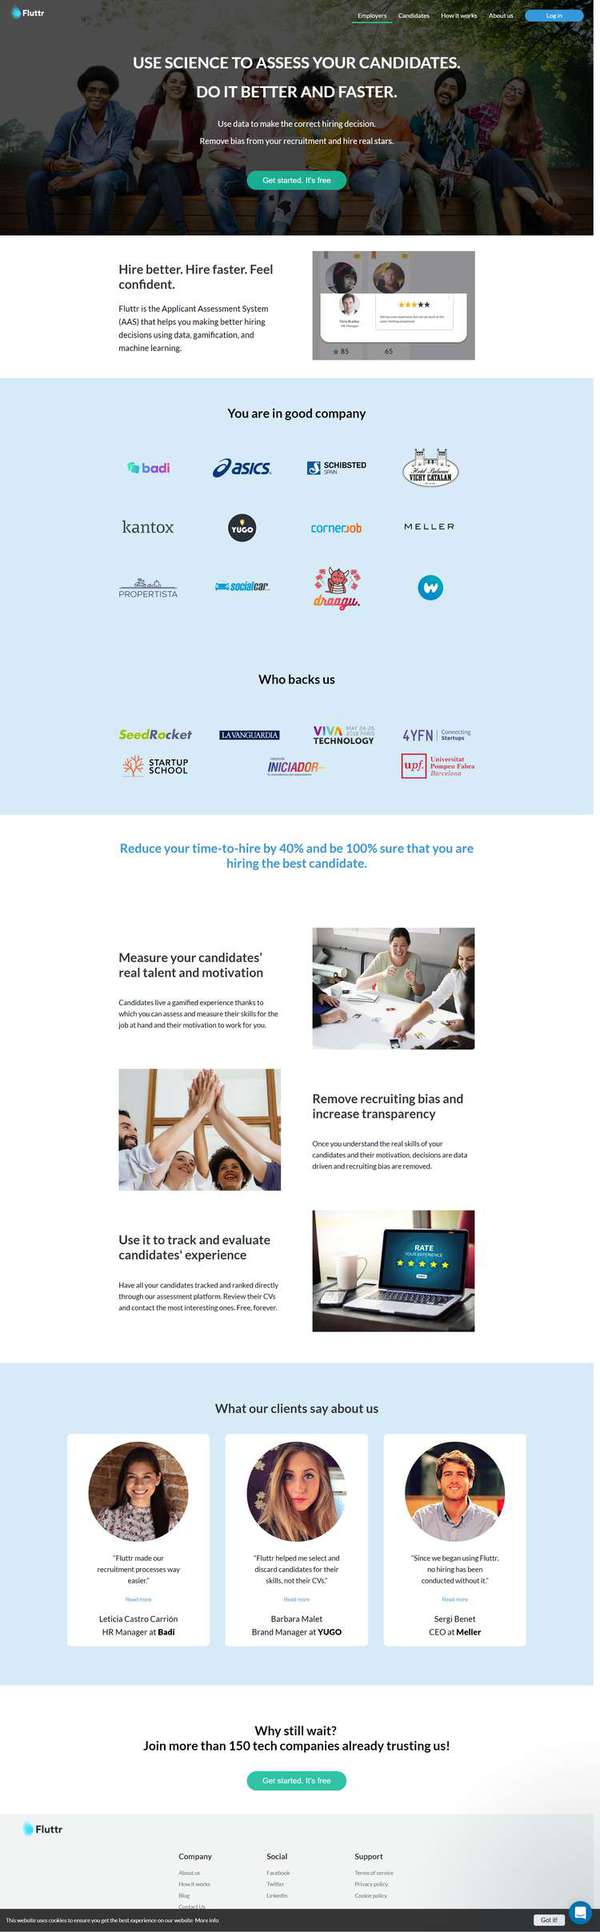 Fluttr
Employers Candidates How it works About us Log in
USE SCIENCE TO ASSESS YOUR CANDIDATES.
DO IT BETTER AND FASTER.
Use data to make the correct hiring decision.
Remove bias from your recruitment and hire real stars.
Get started. It's free
Hire better. Hire faster. Feel
confident.
Fluttr is the Applicant Assessment System
(AAS) that helps you making better hiring
decisions using data, gamification, and
machine learning.
85 65
You are in good company
badi
asics
SCHIBSTED
SPAIN
VICHY CATALAN
kantox
YUGO
cornerjob
MELLER
PROPERTISTA
socialcar
draagu.
Who backs us
SeedRocket
LA VANGUARDIA
VIVA
TECHNOLOGY
MAY 24-26
2018 PARIS
4YFN
Connecting
Startups
STARTUP
SCHOOL
INICIADOR
upf.
Universitat
Pompeu Fabra
Barcelona
Reduce your time-to-hire by 40% and be 100% sure that you are
hiring the best candidate.
Measure your candidates'
real talent and motivation
Candidates live a gamified experience thanks to
which you can assess and measure their skills for the
job at hand and their motivation to work for you.
Remove recruiting bias and
increase transparency
Once you understand the real skills of your
candidates and their motivation, decisions are data
driven and recruiting bias are removed.
Use it to track and evaluate
candidates' experience
Have all your candidates tracked and ranked directly
through our assessment platform. Review their CVs
and contact the most interesting ones. Free, forever.
RATE
YOUR EXPERIENCE
What our clients say about us
"Fluttr made our
recruitment processes way
easier."
Read more
Leticia Castro Carrión
HR Manager at Badi
"Fluttr helped me select and
discard candidates for their
skills, not their CVs."
Read more
Barbara Malet
Brand Manager at YUGO
"Since we began using Fluttr,
no hiring has been
conducted without it."
Read more
Sergi Benet
CEO at Meller
Why still wait?
Join more than 150 tech companies already trusting us!
Get started. It's free
Fluttr
Company
About us
How it works
Blog
Contact Us
Social
Facebook
Twitter
LinkedIn
Support
Terms of service
Privacy policy
Cookie policy
This website uses cookies to ensure you get the best experience on our website More info
Got it!